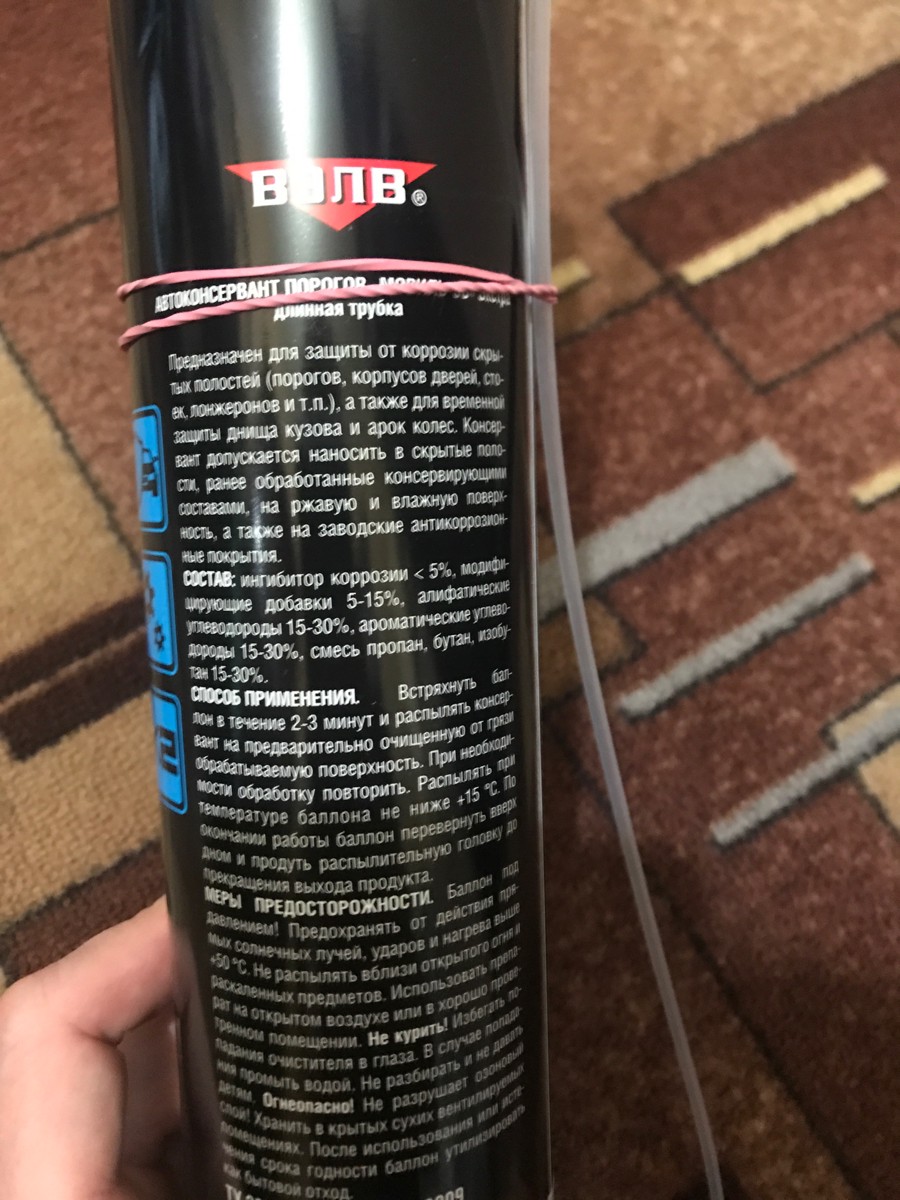 ВОЛВ®
АВТОКОНСЕРВАНТ ПОРОГОВ
длинная трубка
Предназначен для защиты от коррозии скры-
тых полостей (порогов, корпусов дверей, сто-
ек, лонжеронов и т.п.), а также для временной
защиты днища кузова и арок колес. Консер-
вант допускается наносить в скрытые поло-
сти, ранее обработанные консервирующими
составами, на ржавую и влажную поверх-
ность, а также на заводские антикоррозион-
ные покрытия.
СОСТАВ: ингибитор коррозии < 5%, модифи-
цирующие добавки 5-15%, алифатические
углеводороды 15-30%, ароматические углево-
дороды 15-30%, смесь пропан, бутан, изобу-
тан 15-30%.
СПОСОБ ПРИМЕНЕНИЯ. Встряхнуть бал-
лон в течение 2-3 минут и распылять консер-
вант на предварительно очищенную от грязи
обрабатываемую поверхность. При необходи-
мости обработку повторить. Распылять при
температуре баллона не ниже +15 °С. По
окончании работы баллон перевернуть вверх
дном и продуть распылительную головку до
прекращения выхода продукта.
МЕРЫ ПРЕДОСТОРОЖНОСТИ. Баллон под
давлением! Предохранять от действия пря-
мых солнечных лучей, ударов и нагрева выше
+50 °С. Не распылять вблизи открытого огня и
раскаленных предметов. Использовать препа-
рат на открытом воздухе или в хорошо прове-
тренном помещении. Не курить! Избегать по-
падания очистителя в глаза. В случае попада-
ния промыть водой. Не разбирать и не давать
детям. Огнеопасно! Не разрушает озоновый
слой! Хранить в крытых сухих вентилируемых
помещениях. После использования или исте-
чения срока годности баллон утилизировать
как бытовой отход.
ТУ